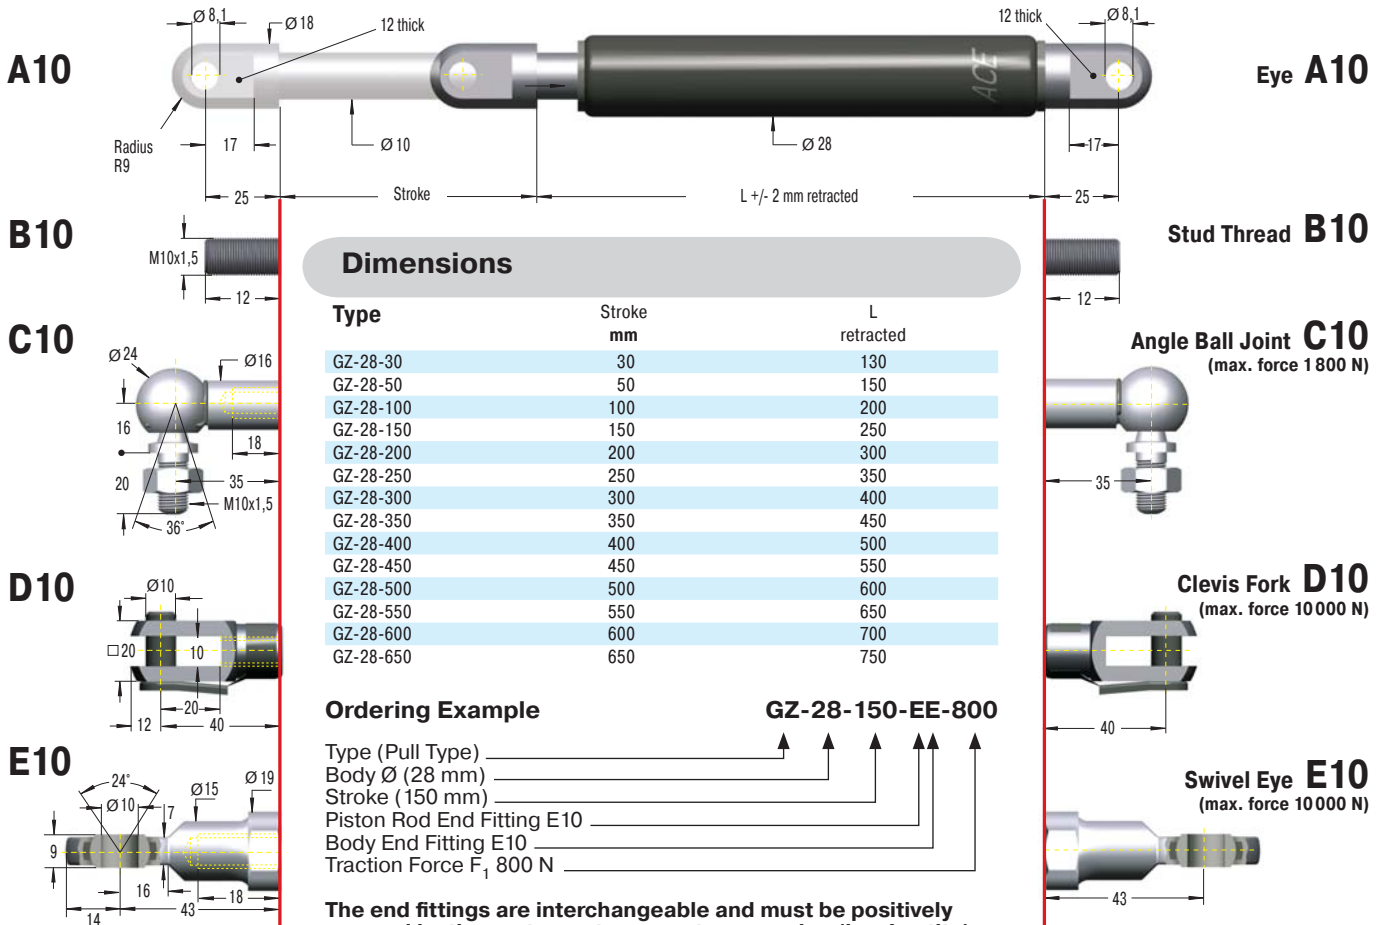 Ø 8,1
Ø 18
12 thick
12 thick
Ø 8,1
A10
ACE
Eye A10
Radius
R9
17
Ø 10
Ø 28
17
25
Stroke
L +/- 2 mm retracted
25
B10
Stud Thread B10
M10x1,5
12
12
Dimensions
Type Stroke L
mm retracted
GZ-28-30 30 130
GZ-28-50 50 150
GZ-28-100 100 200
GZ-28-150 150 250
GZ-28-200 200 300
GZ-28-250 250 350
GZ-28-300 300 400
GZ-28-350 350 450
GZ-28-400 400 500
GZ-28-450 450 550
GZ-28-500 500 600
GZ-28-550 550 650
GZ-28-600 600 700
GZ-28-650 650 750
C10
Angle Ball Joint C10
(max. force 1 800 N)
Ø 24
Ø16
16
18
20
35
M10x1,5
36°
35
D10
Clevis Fork D10
(max. force 10 000 N)
Ø10
□ 20
10
20
12
40
40
Ordering Example GZ-28-150-EE-800
Type (Pull Type)
Body Ø (28 mm)
Stroke (150 mm)
Piston Rod End Fitting E10
Body End Fitting E10
Traction Force F1 800 N
E10
Swivel Eye E10
(max. force 10 000 N)
24°
Ø 10
7
Ø 15
Ø 19
9
16
18
14
43
43
The end fittings are interchangeable and must be positively